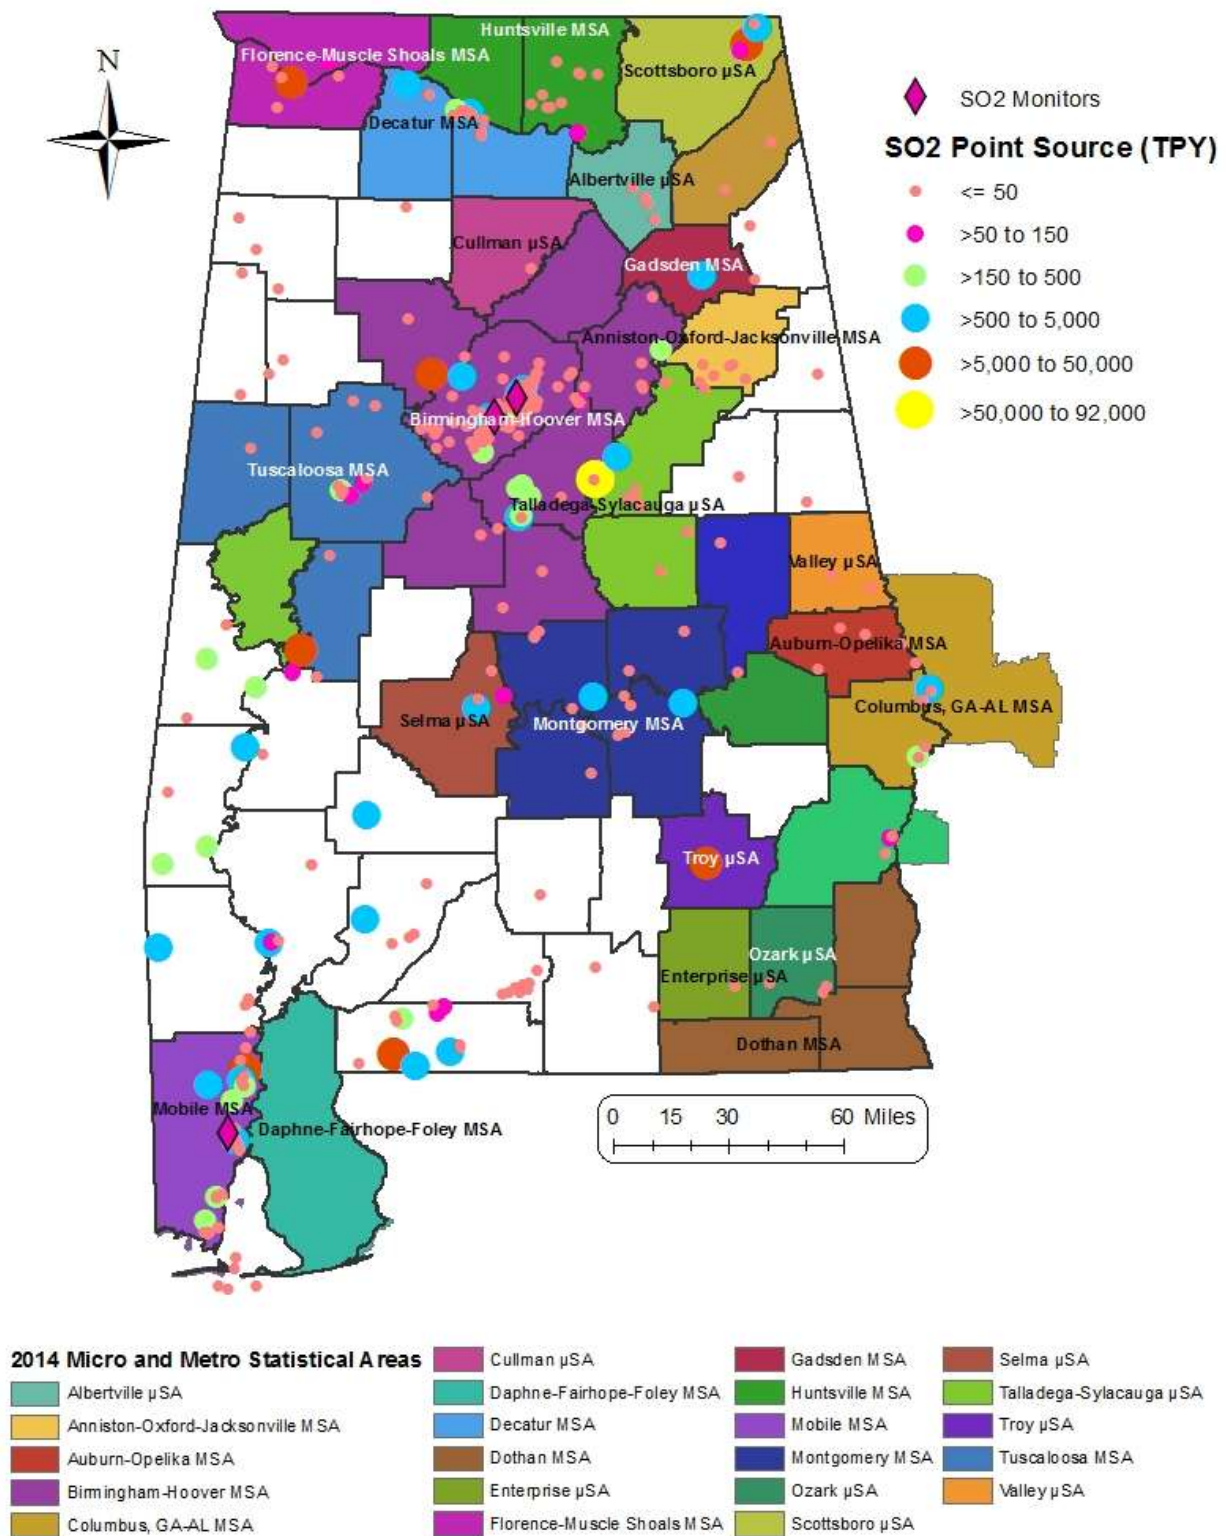 N
Huntsville MSA
Florence-Muscle Shoals MSA
Scottsboro µSA
Decatur MSA
Albertville µSA
Cullman µSA
Gadsden MSA
Anniston-Oxford-Jacksonville MSA
Birmingham-Hoover MSA
Tuscaloosa MSA
Talladega-Sylacauga µSA
Valley µSA
Auburn-Opelika MSA
Columbus, GA-AL MSA
Selma µSA
Montgomery MSA
Troy µSA
Ozark µSA
Enterprise µSA
Dothan MSA
Mobile MSA
Daphne-Fairhope-Foley MSA
SO2 Monitors
SO2 Point Source (TPY)
<= 50
>50 to 150
>150 to 500
>500 to 5,000
>5,000 to 50,000
>50,000 to 92,000
0 15 30 60 Miles
2014 Micro and Metro Statistical Areas
Albertville µSA
Anniston-Oxford-Jacksonville MSA
Auburn-Opelika MSA
Birmingham-Hoover MSA
Columbus, GA-AL MSA
Cullman µSA
Daphne-Fairhope-Foley MSA
Decatur MSA
Dothan MSA
Enterprise µSA
Florence-Muscle Shoals MSA
Gadsden MSA
Huntsville MSA
Mobile MSA
Montgomery MSA
Ozark µSA
Scottsboro µSA
Selma µSA
Talladega-Sylacauga µSA
Troy µSA
Tuscaloosa MSA
Valley µSA